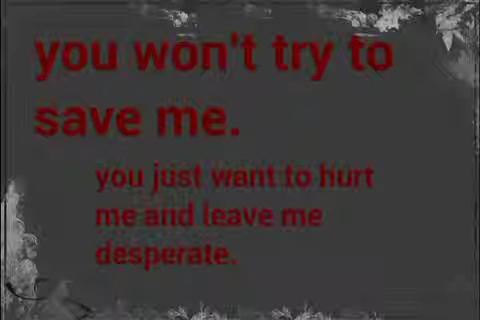 you won't try to
save me.
you just want to hurt
me and leave me
desperate.